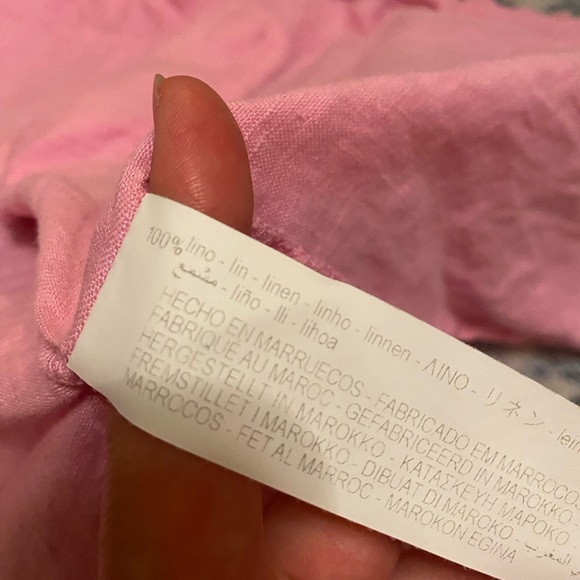 100% lino - lin - linen - linho - linnen - ΛΙΝΟ - リネン - lein
liño - lli - lihoa
HECHO EN MARRUECOS - FABRICADO EM MARROCOS
FABRIQUÉ AU MAROC - GEFABRICEERD IN MAROKKO -
HERGESTELLT IN MAROKKO - ΚΑΤΑΣΚΕΥΗ ΜΑΡΟΚΟ
FREMSTILLET I MAROKKO - DIBUAT DI MAROKO -
MARROCOS - FET AL MARROC - MAROKON EGINA